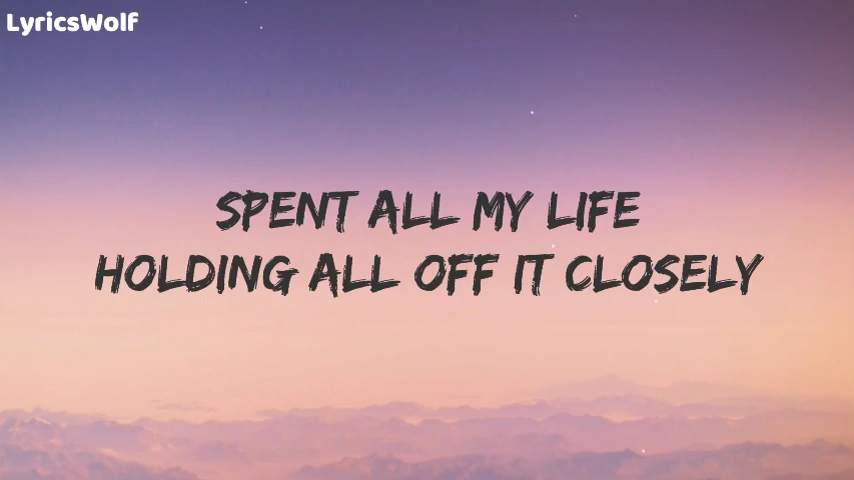 LyricsWolf
SPENT ALL MY LIFE
HOLDING ALL OFF IT CLOSELY